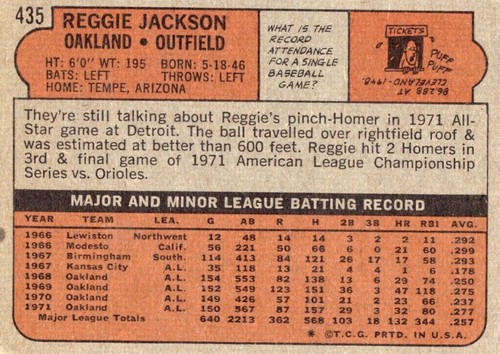 435
REGGIE JACKSON
OAKLAND • OUTFIELD
HT: 6'0" WT: 195 BORN: 5-18-46
BATS: LEFT THROWS: LEFT
HOME: TEMPE, ARIZONA
WHAT IS THE
RECORD
ATTENDANCE
FOR A SINGLE
BASEBALL
GAME?
TICKETS
PUFF
PUFF
86,288 AT
CLEVELAND-1948.
They're still talking about Reggie's pinch-Homer in 1971 All-
Star game at Detroit. The ball travelled over rightfield roof &
was estimated at better than 600 feet. Reggie hit 2 Homers in
3rd & final game of 1971 American League Championship
Series vs. Orioles.
MAJOR AND MINOR LEAGUE BATTING RECORD
YEAR TEAM LEA. G AB R H 2B 3B HR RBI AVG.
1966 Lewiston Northwest 12 48 14 14 3 2 2 11 .292
1966 Modesto Calif. 56 221 50 66 6 0 21 60 .299
1967 Birmingham South. 114 413 84 121 26 17 17 58 .293
1967 Kansas City A.L. 35 118 13 21 4 4 1 6 .178
1968 Oakland A.L. 154 553 82 138 13 6 29 74 .250
1969 Oakland A.L. 152 549 123 151 36 3 47 118 .275
1970 Oakland A.L. 149 426 57 101 21 2 23 66 .237
1971 Oakland A.L. 150 567 87 157 29 3 32 80 .277
Major League Totals 640 2213 362 568 103 18 132 344 .257
* ©T.C.G. PRTD. IN U.S.A.